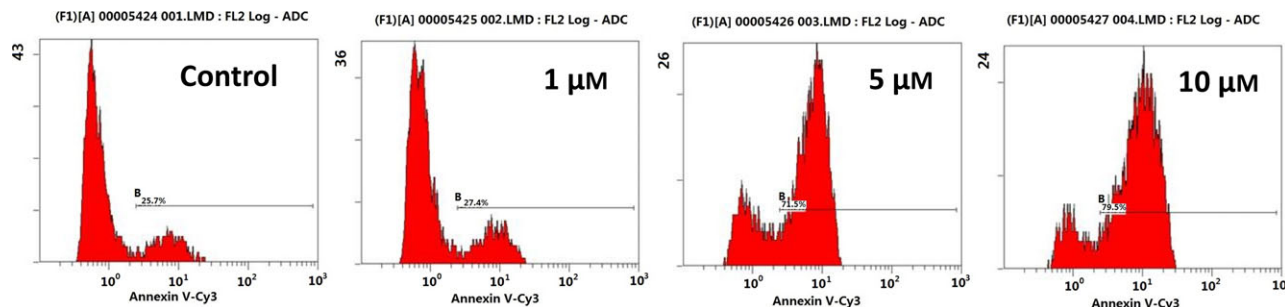 (F1)[A] 00005424 001.LMD : FL2 Log - ADC
43
Control
B
25.7%
10⁰ 10¹ 10² 10³
Annexin V-Cy3
(F1)[A] 00005425 002.LMD : FL2 Log - ADC
36
1 μM
B
27.4%
10⁰ 10¹ 10² 10³
Annexin V-Cy3
(F1)[A] 00005426 003.LMD : FL2 Log - ADC
26
5 μM
B
71.5%
10⁰ 10¹ 10² 10³
Annexin V-Cy3
(F1)[A] 00005427 004.LMD : FL2 Log - ADC
24
10 μM
B
79.5%
10⁰ 10¹ 10² 10³
Annexin V-Cy3